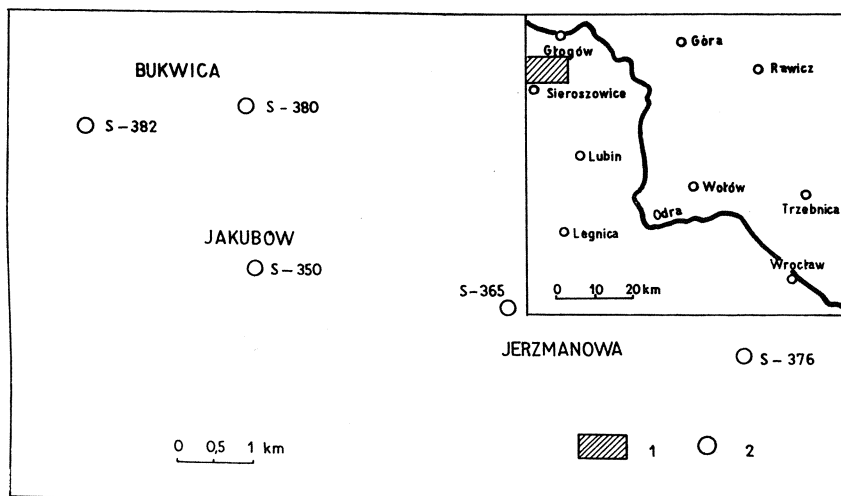 BUKWICA
S-380
S-382
JAKUBÓW
S-350
S-365
JERZMANOWA
S-376
0 0,5 1 km
1
2
Głogów
Góra
Rawicz
Sieroszowice
Lubin
Wołów
Trzebnica
Odra
Legnica
Wrocław
0 10 20 km